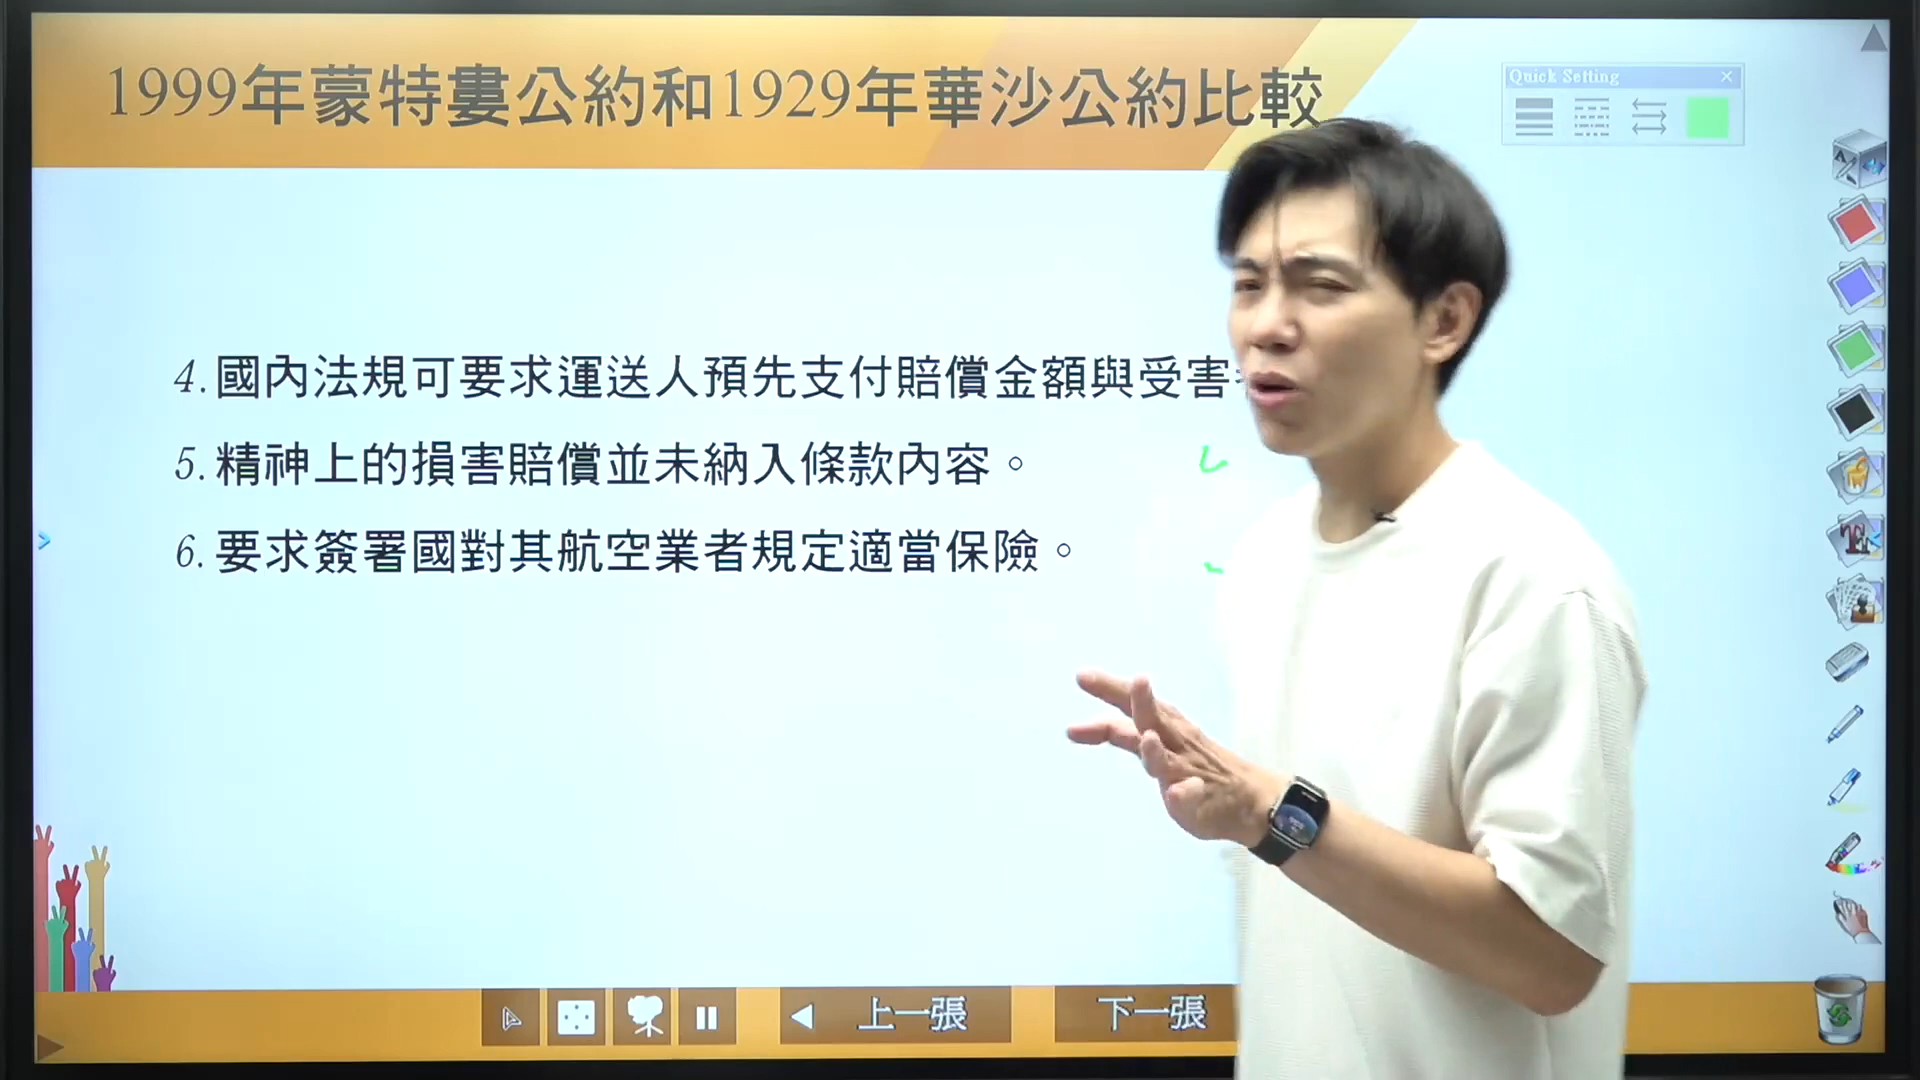 1999年蒙特婁公約和1929年華沙公約比較
Quick Setting
4.國內法規可要求運送人預先支付賠償金額與受害
5.精神上的損害賠償並未納入條款內容。
6.要求簽署國對其航空業者規定適當保險。
上一張
下一張